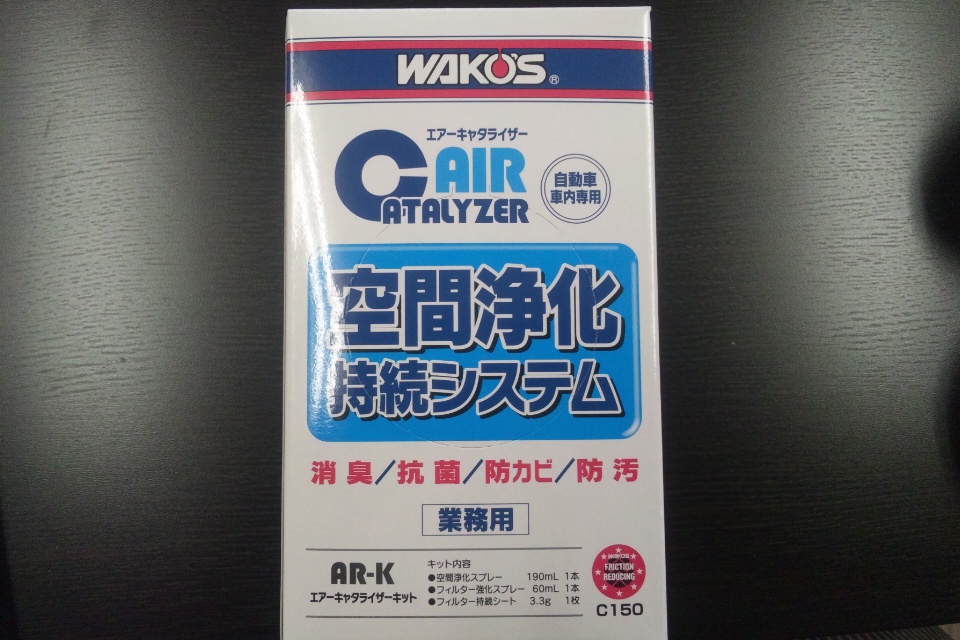 WAKO'S®
エアーキャタライザー
AIR
CATALYZER
自動車
車内専用
空間浄化
持続システム
消臭/抗菌/防カビ/防汚
業務用
AR-K
エアーキャタライザーキット
キット内容
●空間浄化スプレー 190mL 1本
●フィルター強化スプレー 60mL 1本
●フィルター持続シート 3.3g 1枚
WAKO'S
FRICTION
REDUCING
C150